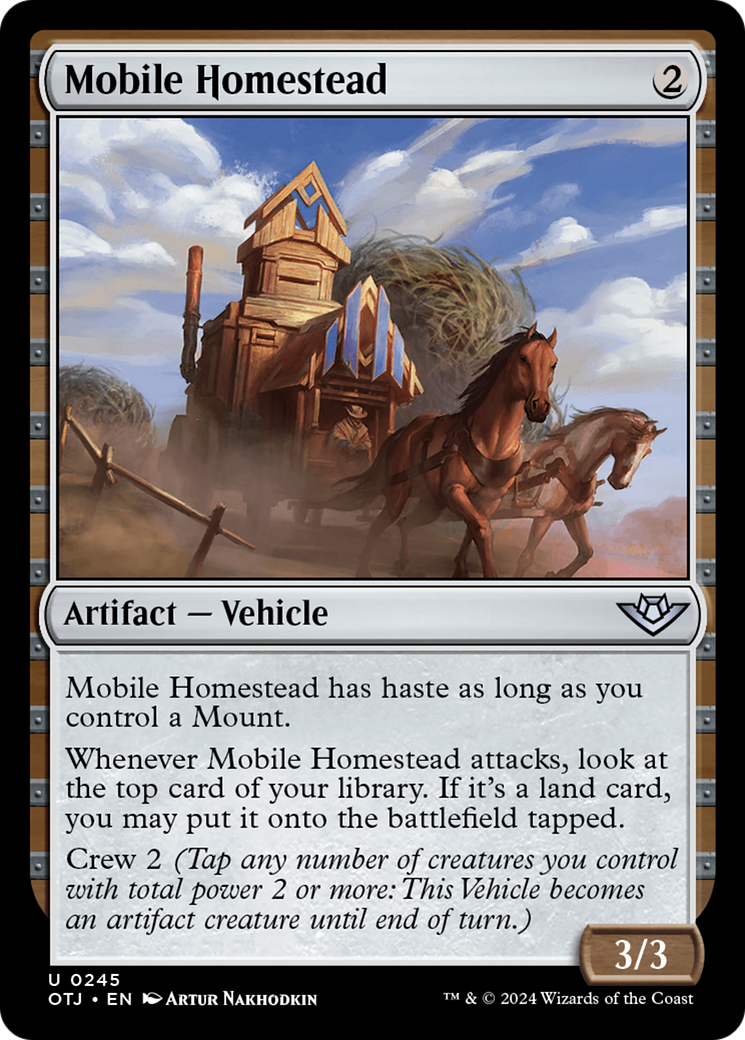 Mobile Homestead 2
Artifact — Vehicle
Mobile Homestead has haste as long as you
control a Mount.
Whenever Mobile Homestead attacks, look at
the top card of your library. If it's a land card,
you may put it onto the battlefield tapped.
Crew 2 (Tap any number of creatures you control
with total power 2 or more: This Vehicle becomes
an artifact creature until end of turn.)
3/3
U 0245
OTJ • EN Artur Nakhodkin
™ & © 2024 Wizards of the Coast